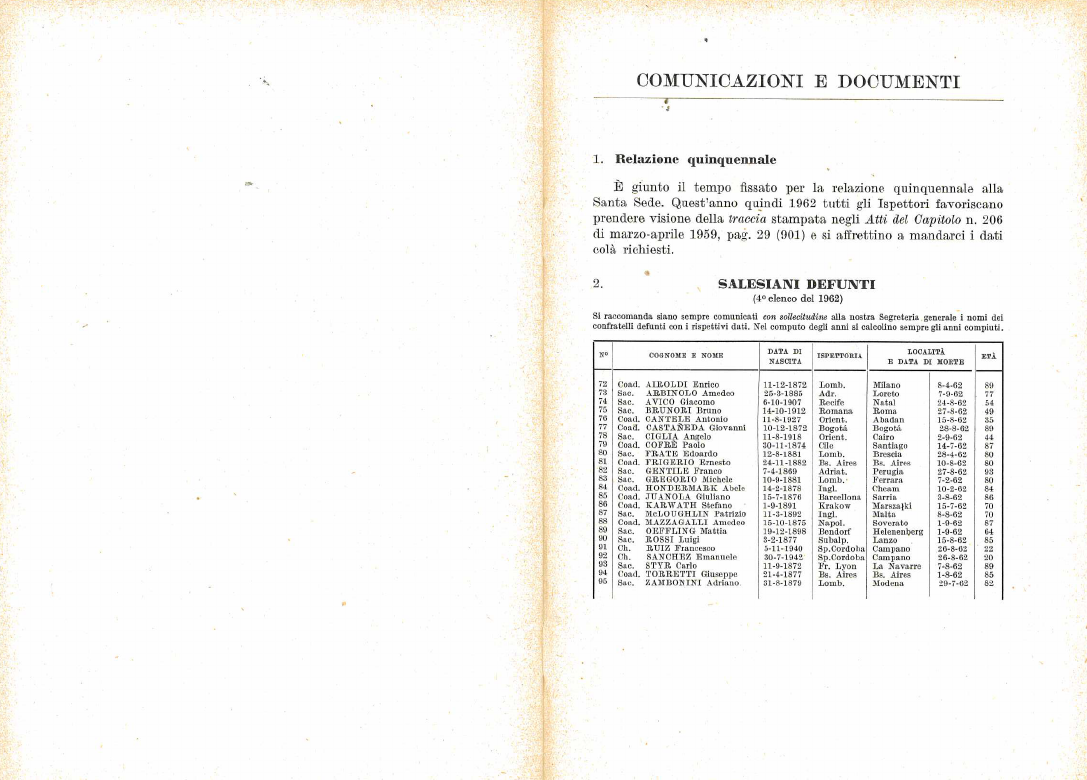 COMUNICAZIONI E DOCUMENTI
1. Relazione quinquennale
È giunto il tempo fissato per la relazione quinquennale alla
Santa Sede. Quest'anno quindi 1962 tutti gli Ispettori favoriscano
prendere visione della traccia stampata negli Atti del Capitolo n. 206
di marzo-aprile 1959, pag. 29 (901) e si affrettino a mandarci i dati
colà richiesti.
2. SALESIANI DEFUNTI
(4º elenco del 1962)
Si raccomanda siano sempre comunicati con sollecitudine alla nostra Segreteria generale i nomi dei
confratelli defunti con i rispettivi dati. Nel computo degli anni si calcolino sempre gli anni compiuti.
Nº COGNOME E NOME DATA DI NASCITA ISPETTORIA LOCALITÀ E DATA DI MORTE ETÀ
72 Coad. AIROLDI Enrico 11-12-1872 Lomb. Milano 8-4-62 89
73 Sac. ARBINOLO Amedeo 25-3-1885 Adr. Loreto 7-9-62 77
74 Sac. AVICO Giacomo 6-10-1907 Recife Natal 24-8-62 54
75 Sac. BRUNORI Bruno 14-10-1912 Romana Roma 27-8-62 49
76 Coad. CANTELE Antonio 11-8-1927 Orient. Abadan 15-8-62 35
77 Coad. CASTAÑEDA Giovanni 10-12-1872 Bogotá Bogotá 28-8-62 89
78 Sac. CIGLIA Angelo 11-8-1918 Orient. Cairo 2-9-62 44
79 Coad. COFRÈ Paolo 30-11-1874 Cile Santiago 14-7-62 87
80 Sac. FRATE Edoardo 12-8-1881 Lomb. Brescia 28-4-62 80
81 Coad. FRIGERIO Ernesto 24-11-1882 Bs. Aires Bs. Aires 10-8-62 80
82 Sac. GENTILE Franco 7-4-1869 Adriat. Perugia 27-8-62 93
83 Sac. GREGORIO Michele 10-9-1881 Lomb. Ferrara 7-2-62 80
84 Coad. HONDERMARK Abele 14-2-1878 Ingl. Cheam 10-2-62 84
85 Coad. JUANOLA Giuliano 15-7-1876 Barcellona Sarria 3-8-62 86
86 Coad. KARWATH Stefano 1-9-1891 Krakow Marszałki 15-7-62 70
87 Sac. McLOUGHLIN Patrizio 11-3-1892 Ingl. Malta 8-8-62 70
88 Coad. MAZZAGALLI Amedeo 15-10-1875 Napol. Soverato 1-9-62 87
89 Sac. OEFFLING Mattia 19-12-1898 Bendorf Helenenberg 1-9-62 64
90 Sac. ROSSI Luigi 3-2-1877 Subalp. Lanzo 15-8-62 85
91 Ch. RUIZ Francesco 5-11-1940 Sp.Cordoba Campano 26-8-62 22
92 Ch. SANCHEZ Emanuele 30-7-1942 Sp.Cordoba Campano 26-8-62 20
93 Sac. STYR Carlo 11-9-1872 Fr. Lyon La Navarre 7-8-62 89
94 Coad. TORRETTI Giuseppe 21-4-1877 Bs. Aires Bs. Aires 1-8-62 85
95 Sac. ZAMBONINI Adriano 31-8-1879 Lomb. Modena 29-7-62 82